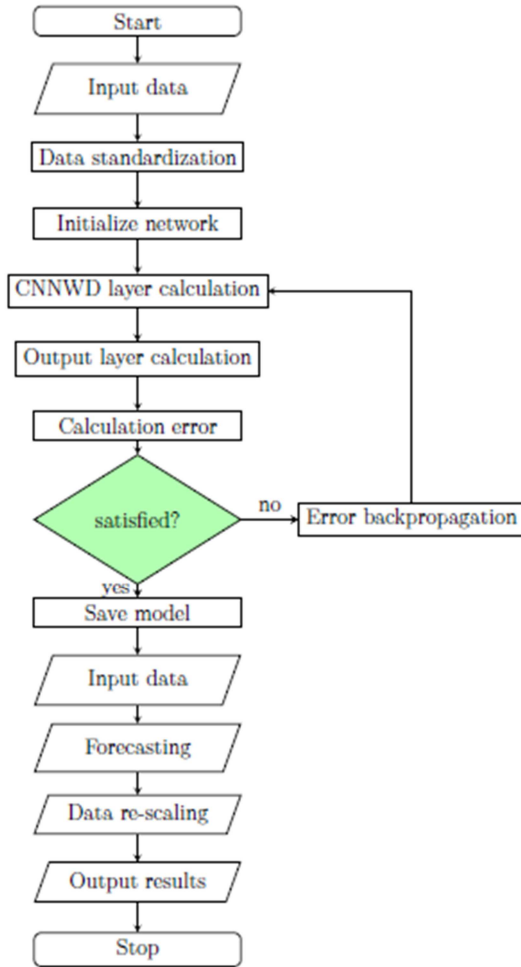 Start
Input data
Data standardization
Initialize network
CNNWD layer calculation
Output layer calculation
Calculation error
satisfied?
no
Error backpropagation
yes
Save model
Input data
Forecasting
Data re-scaling
Output results
Stop